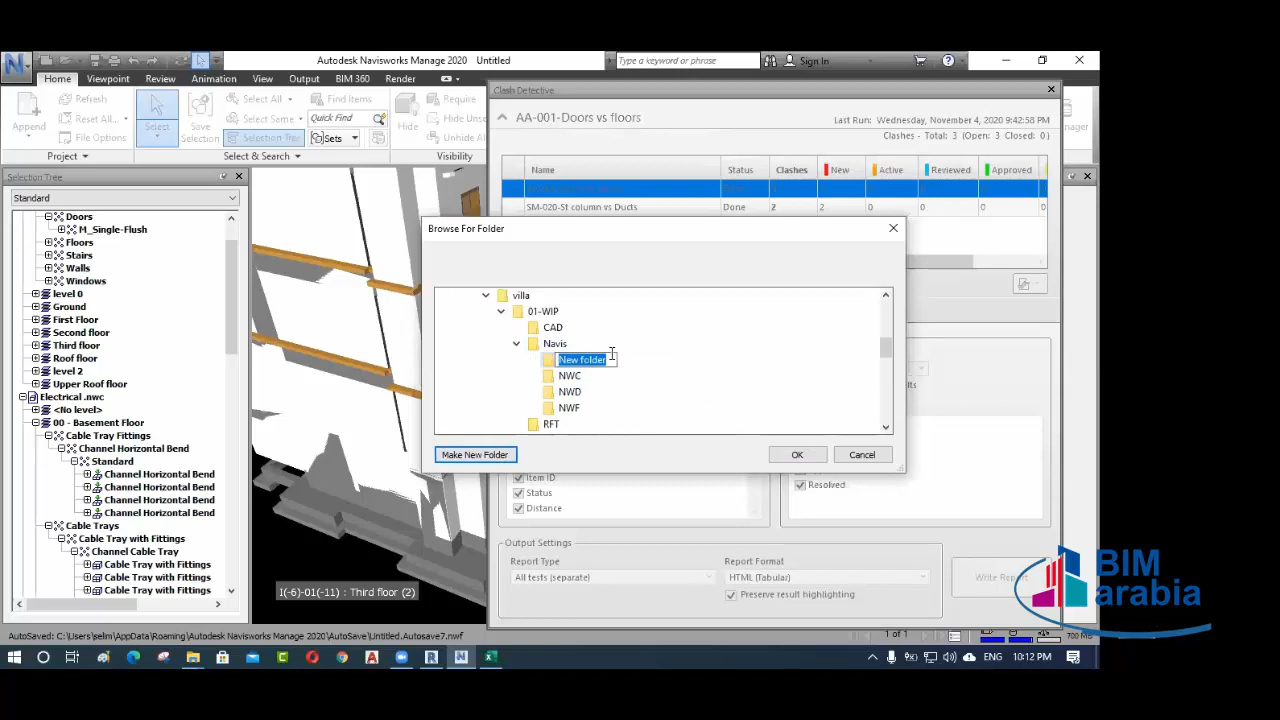 Autodesk Navisworks Manage 2020 Untitled
Type a keyword or phrase
Sign In
Home Viewpoint Review Animation View Output BIM 360 Render
Append
Refresh
Reset All...
File Options
Project
Select
Save Selection
Select All
Select Same
Selection Tree
Find Items
Quick Find
Sets
Select & Search
Hide
Require
Hide Unse
Unhide Al
Visibility
Clash Detective
AA-001-Doors vs floors
Last Run: Wednesday, November 4, 2020 9:42:58 PM
Clashes - Total: 3 (Open: 3 Closed: 0)
Name Status Clashes New Active Reviewed Approved
SM-020-St column vs Ducts Done 2 2 0 0 0
Selection Tree
Standard
Doors
M_Single-Flush
Floors
Stairs
Walls
Windows
level 0
Ground
First Floor
Second floor
Third floor
Roof floor
level 2
Upper Roof floor
Electrical.nwc
<No level>
00 - Basement Floor
Cable Tray Fittings
Channel Horizontal Bend
Standard
Channel Horizontal Bend
Channel Horizontal Bend
Channel Horizontal Bend
Channel Horizontal Bend
Cable Trays
Cable Tray with Fittings
Channel Cable Tray
Cable Tray with Fittings
Cable Tray with Fittings
Cable Tray with Fittings
Browse For Folder
villa
01-WIP
CAD
Navis
New folder
NWC
NWD
NWF
RFT
Make New Folder
OK
Cancel
Item ID
Status
Distance
Resolved
Output Settings
Report Type
All tests (separate)
Report Format
HTML (Tabular)
Preserve result highlighting
Write Report
I(-6)-01(-11) : Third floor (2)
BIM
arabia
AutoSaved: C:\Users\selim\AppData\Roaming\Autodesk Navisworks Manage 2020\AutoSave\Untitled.Autosave7.nwf
1 of 1
700 MB
ENG
10:12 PM